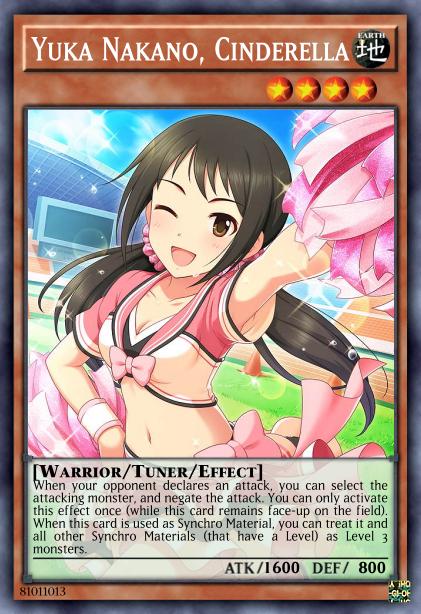 YUKA NAKANO, CINDERELLA
EARTH
地
[WARRIOR/TUNER/EFFECT]
When your opponent declares an attack, you can select the
attacking monster, and negate the attack. You can only activate
this effect once (while this card remains face-up on the field).
When this card is used as Synchro Material, you can treat it and
all other Synchro Materials (that have a Level) as Level 3
monsters.
ATK/1600 DEF/ 800
81011013